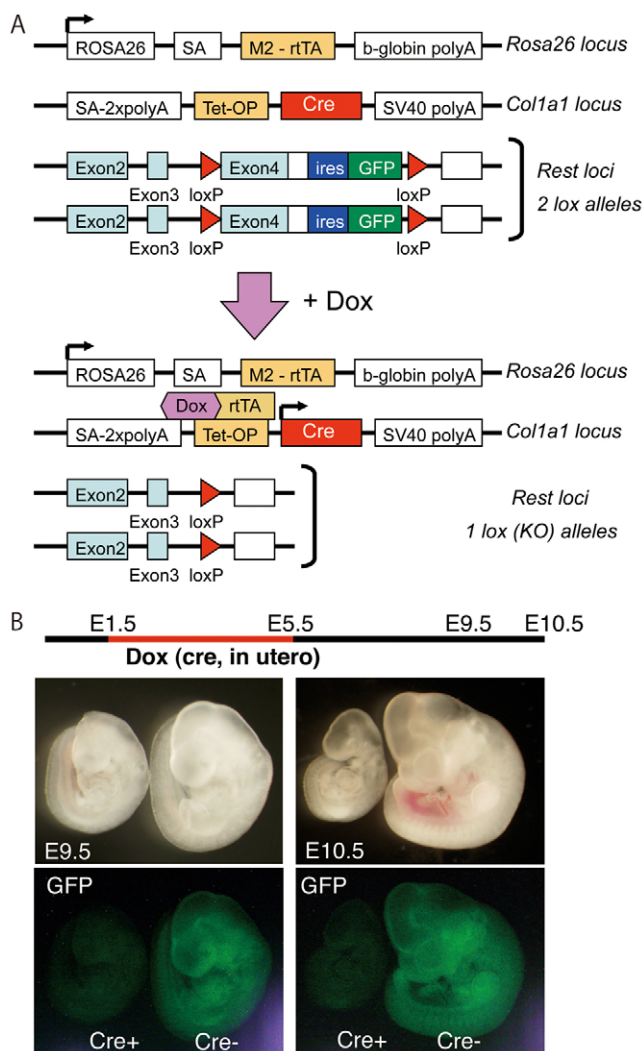 A
ROSA26 SA M2 - rtTA b-globin polyA Rosa26 locus
SA-2xpolyA Tet-OP Cre SV40 polyA Col1a1 locus
Exon2 Exon4 ires GFP
Exon3 loxP loxP
Rest loci
2 lox alleles
Exon2 Exon4 ires GFP
Exon3 loxP loxP
+ Dox
ROSA26 SA M2 - rtTA b-globin polyA Rosa26 locus
Dox rtTA
SA-2xpolyA Tet-OP Cre SV40 polyA Col1a1 locus
Exon2
Exon3 loxP
Rest loci
1 lox (KO) alleles
Exon2
Exon3 loxP
B
E1.5 E5.5 E9.5 E10.5
Dox (cre, in utero)
E9.5 E10.5
GFP GFP
Cre+ Cre- Cre+ Cre-